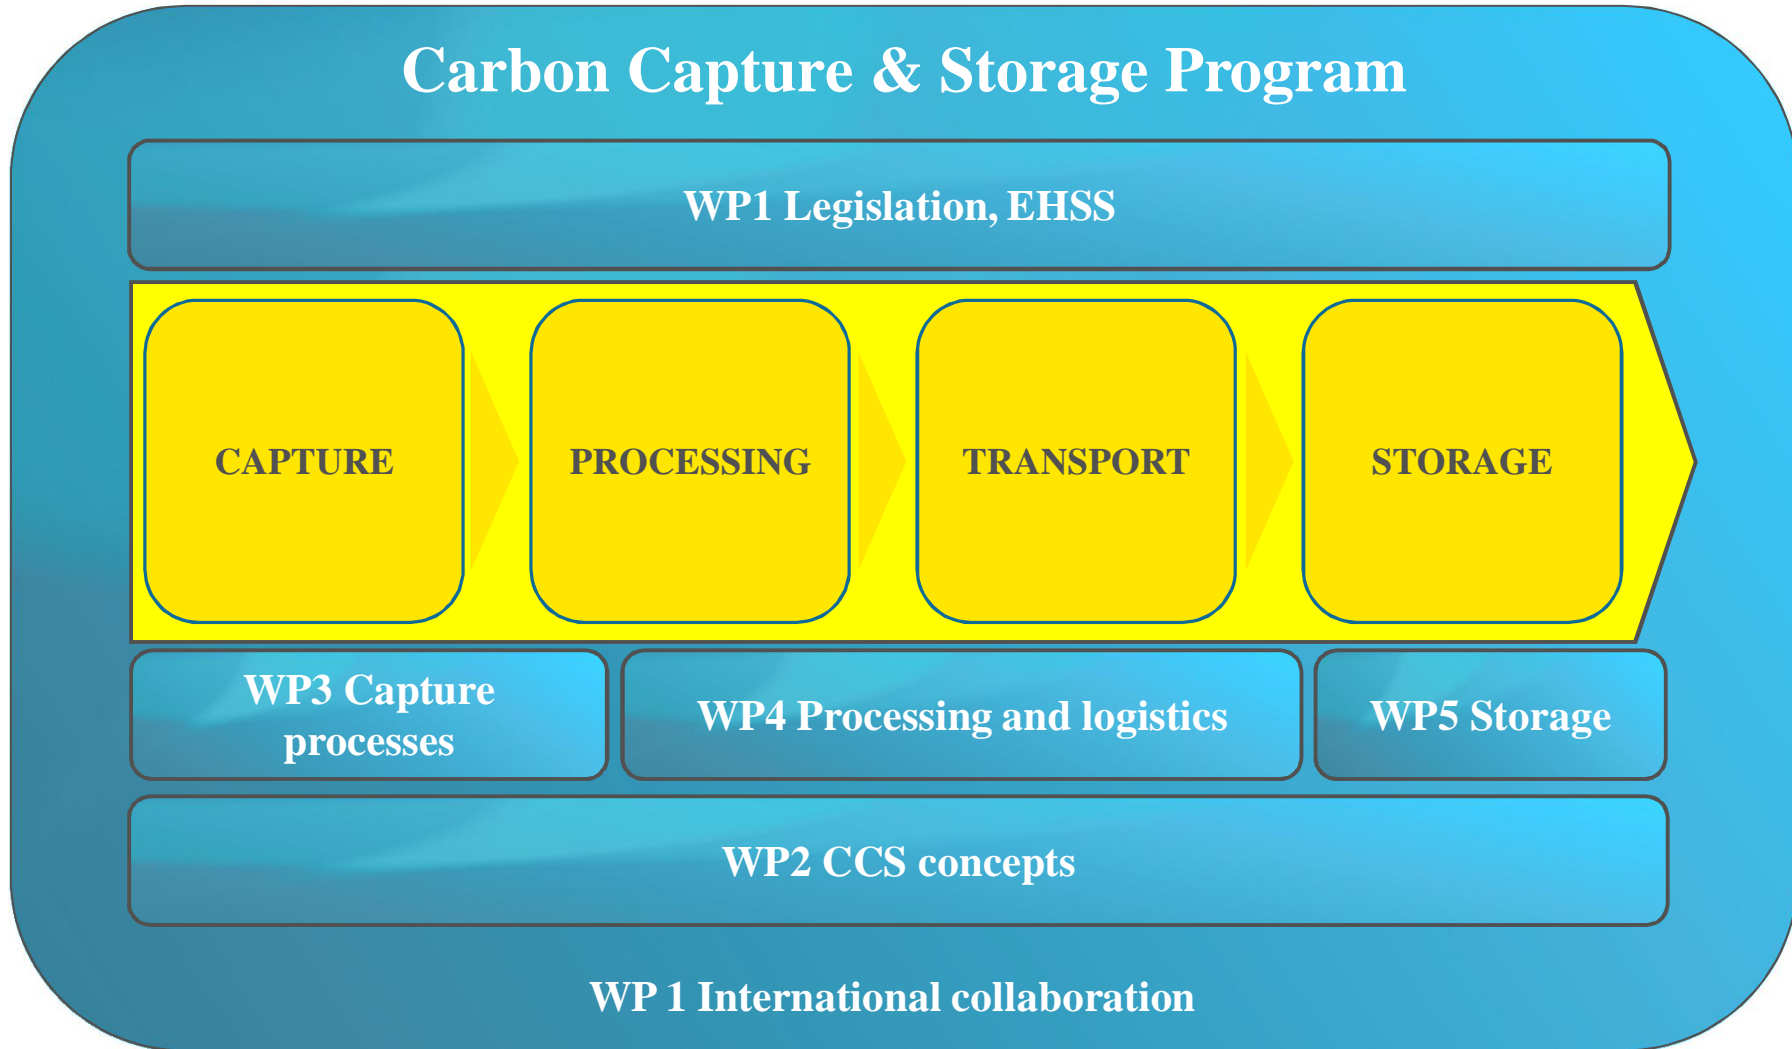 Carbon Capture & Storage Program
WP1 Legislation, EHSS
CAPTURE
PROCESSING
TRANSPORT
STORAGE
WP3 Capture
processes
WP4 Processing and logistics
WP5 Storage
WP2 CCS concepts
WP 1 International collaboration